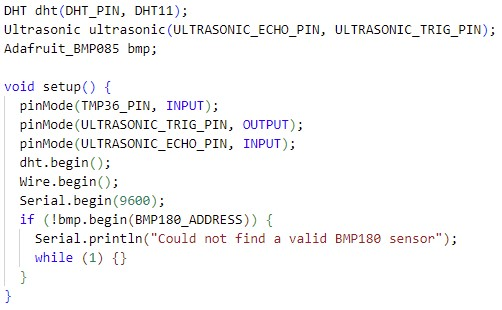 DHT dht(DHT_PIN, DHT11);
Ultrasonic ultrasonic(ULTRASONIC_ECHO_PIN, ULTRASONIC_TRIG_PIN);
Adafruit_BMP085 bmp;

void setup() {
  pinMode(TMP36_PIN, INPUT);
  pinMode(ULTRASONIC_TRIG_PIN, OUTPUT);
  pinMode(ULTRASONIC_ECHO_PIN, INPUT);
  dht.begin();
  Wire.begin();
  Serial.begin(9600);
  if (!bmp.begin(BMP180_ADDRESS)) {
    Serial.println("Could not find a valid BMP180 sensor");
    while (1) {}
  }
}